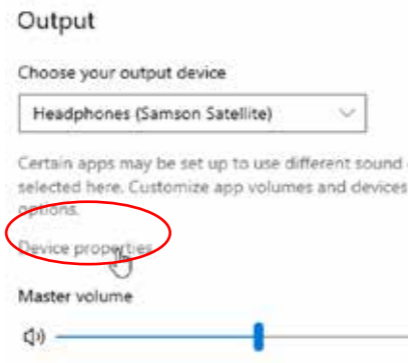 Output
Choose your output device
Headphones (Samson Satellite)
Certain apps may be set up to use different sound
selected here. Customize app volumes and devices
options.
Device properties
Master volume